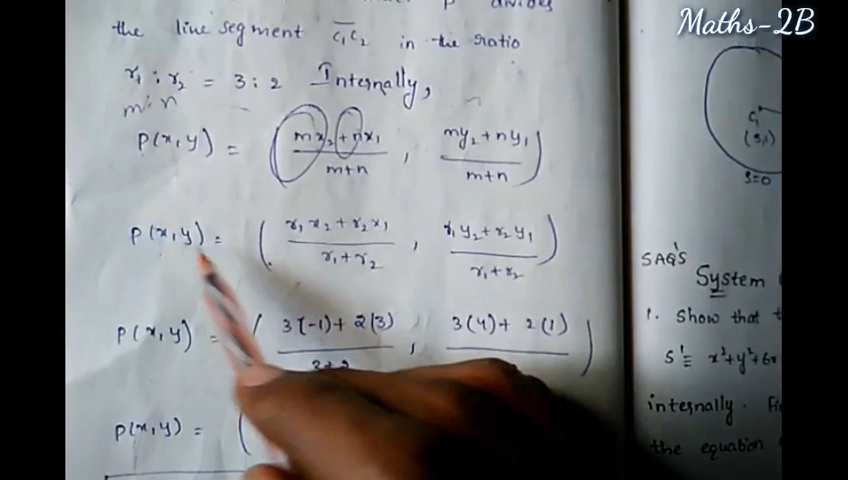 P divides
Maths-2B
the line segment C₁C₂ in the ratio
r₁ : r₂ = 3 : 2 Internally,
m : n
P(x, y) = (mx₂ + nx₁ / m+n , my₂ + ny₁ / m+n)
P(x, y) = (r₁x₂ + r₂x₁ / r₁ + r₂ , r₁y₂ + r₂y₁ / r₁ + r₂)
P(x, y) = (3(-1) + 2(3) / 3+2 , 3(4) + 2(1) / )
P(x, y) = (
C₁
S=0
SAQ'S
System
1. Show that
S' ≡ x²+y²+6x
internally.
the equation